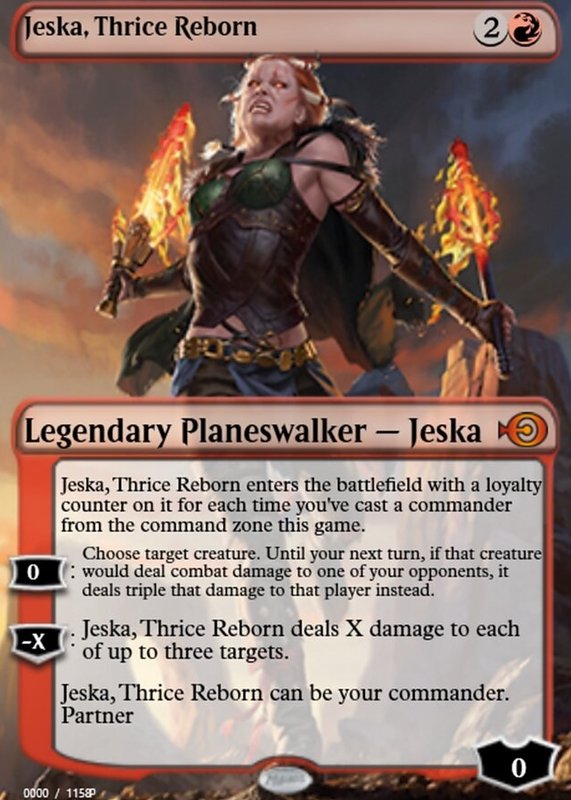 Jeska, Thrice Reborn 2
Legendary Planeswalker — Jeska
Jeska, Thrice Reborn enters the battlefield with a loyalty
counter on it for each time you've cast a commander
from the command zone this game.
0 : Choose target creature. Until your next turn, if that creature
would deal combat damage to one of your opponents, it
deals triple that damage to that player instead.
-X : Jeska, Thrice Reborn deals X damage to each
of up to three targets.
Jeska, Thrice Reborn can be your commander.
Partner
0
0000 / 1158P